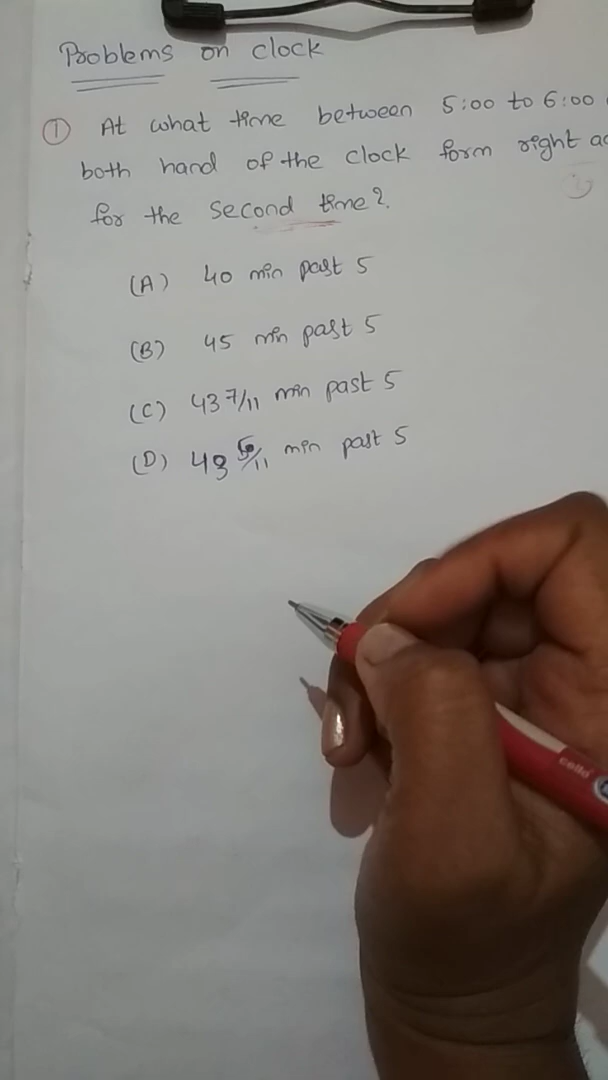 Problems on clock
① At what time between 5:00 to 6:00
both hand of the clock form right
for the second time?
(A) 40 min past 5
(B) 45 min past 5
(C) 43 7/11 min past 5
(D) 43 /11 min past 5
cello